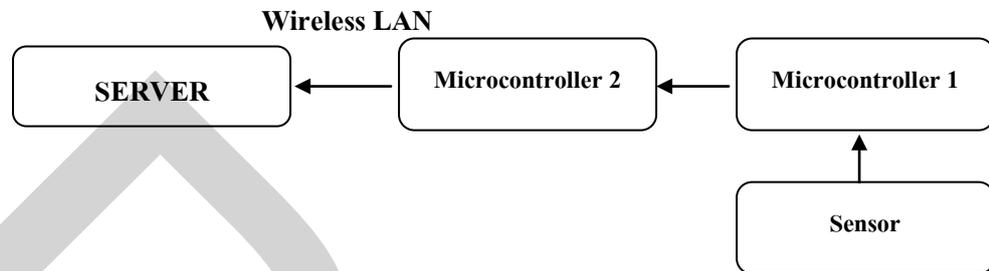 Wireless LAN
SERVER
Microcontroller 2
Microcontroller 1
Sensor